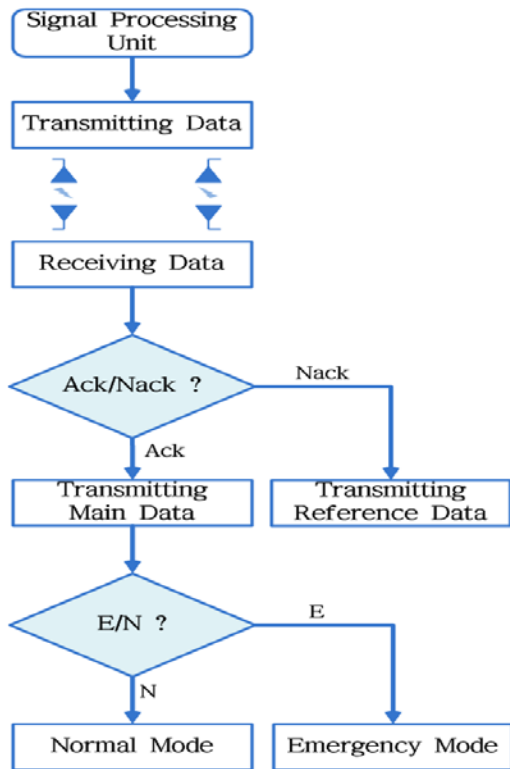 Signal Processing
Unit
Transmitting Data
Receiving Data
Ack/Nack ?
Nack
Ack
Transmitting
Main Data
Transmitting
Reference Data
E/N ?
E
N
Normal Mode
Emergency Mode